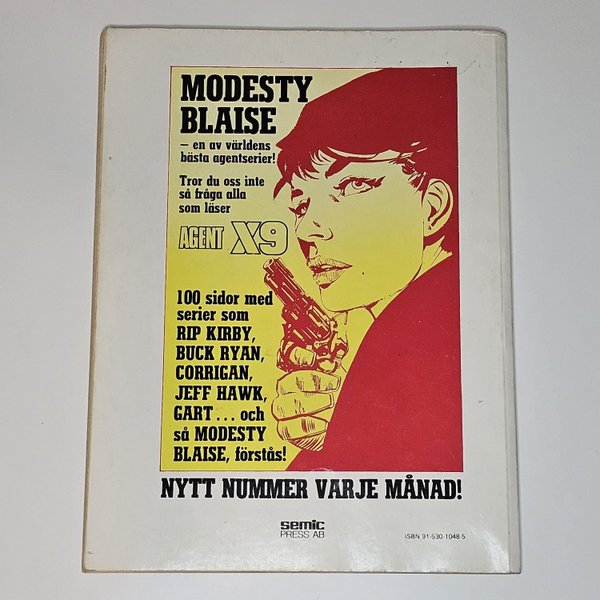 MODESTY
BLAISE
– en av världens
bästa agentserier!
Tror du oss inte
så fråga alla
som läser
AGENT X9
100 sidor med
serier som
RIP KIRBY,
BUCK RYAN,
CORRIGAN,
JEFF HAWK,
GART... och
så MODESTY
BLAISE, förstås!
NYTT NUMMER VARJE MÅNAD!
semic
PRESS AB
ISBN 91-530-1048-5